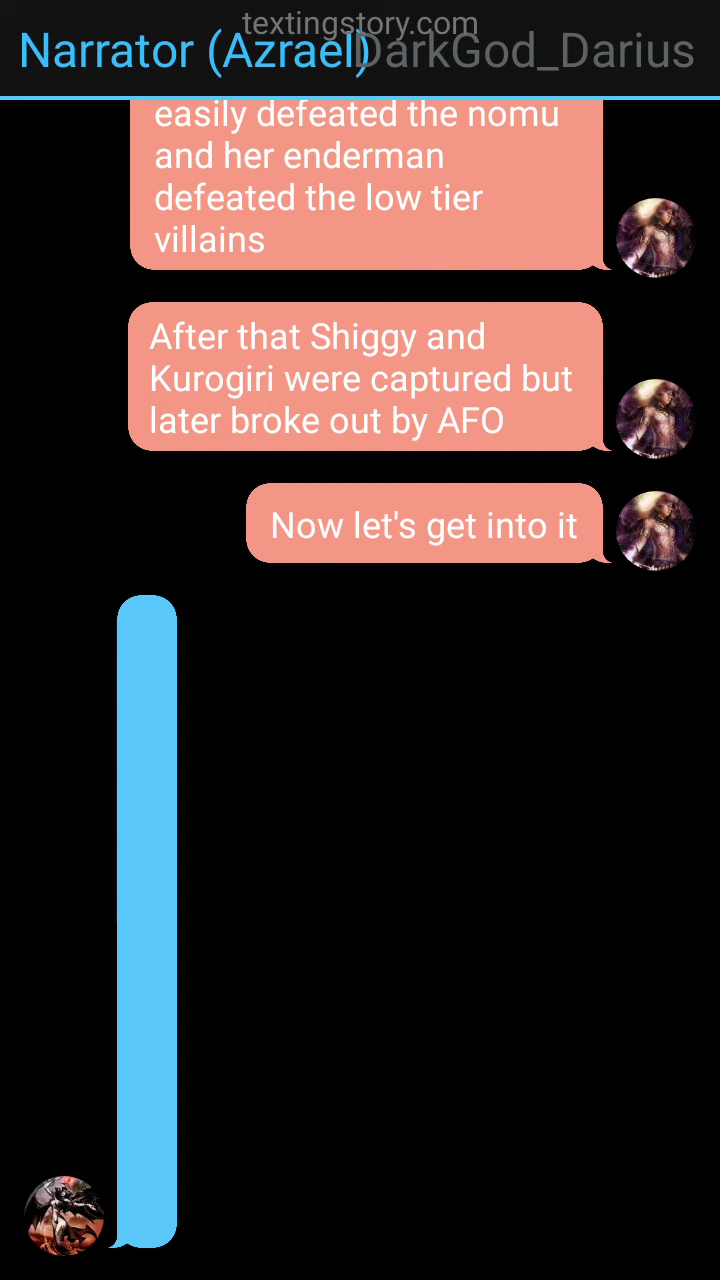 textingstory.com
Narrator (Azrael) DarkGod_Darius
easily defeated the nomu
and her enderman
defeated the low tier
villains
After that Shiggy and
Kurogiri were captured but
later broke out by AFO
Now let's get into it